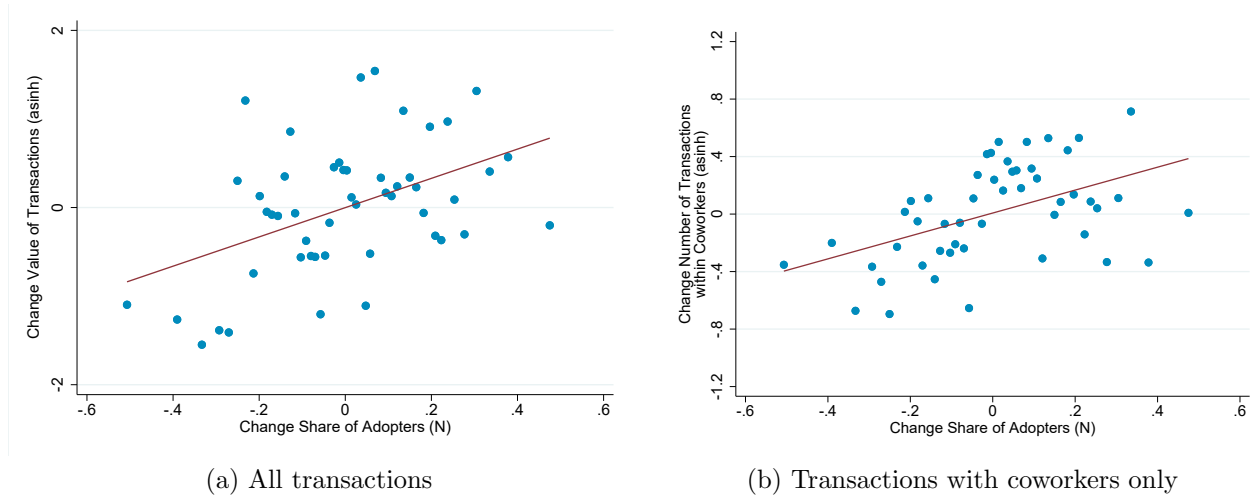 2
0
-2
Change Value of Transactions (asinh)
-.6 -.4 -.2 0 .2 .4 .6
Change Share of Adopters (N)
(a) All transactions
1.2
.8
.4
0
-.4
-.8
-1.2
Change Number of Transactions
within Coworkers (asinh)
-.6 -.4 -.2 0 .2 .4 .6
Change Share of Adopters (N)
(b) Transactions with coworkers only